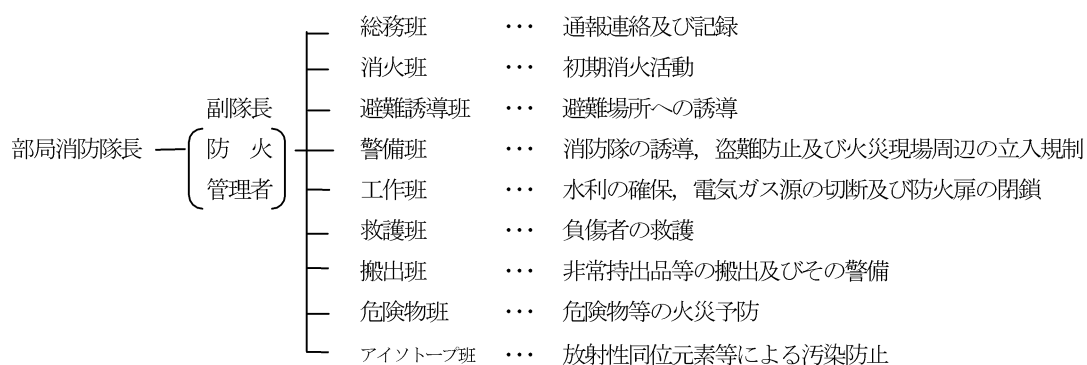 総務班 ・・・ 通報連絡及び記録
消火班 ・・・ 初期消火活動
副隊長 避難誘導班 ・・・ 避難場所への誘導
部局消防隊長 防　火 警備班 ・・・ 消防隊の誘導，盗難防止及び火災現場周辺の立入規制
管理者 工作班 ・・・ 水利の確保，電気ガス源の切断及び防火扉の閉鎖
救護班 ・・・ 負傷者の救護
搬出班 ・・・ 非常持出品等の搬出及びその警備
危険物班 ・・・ 危険物等の火災予防
アイソトープ班 ・・・ 放射性同位元素等による汚染防止